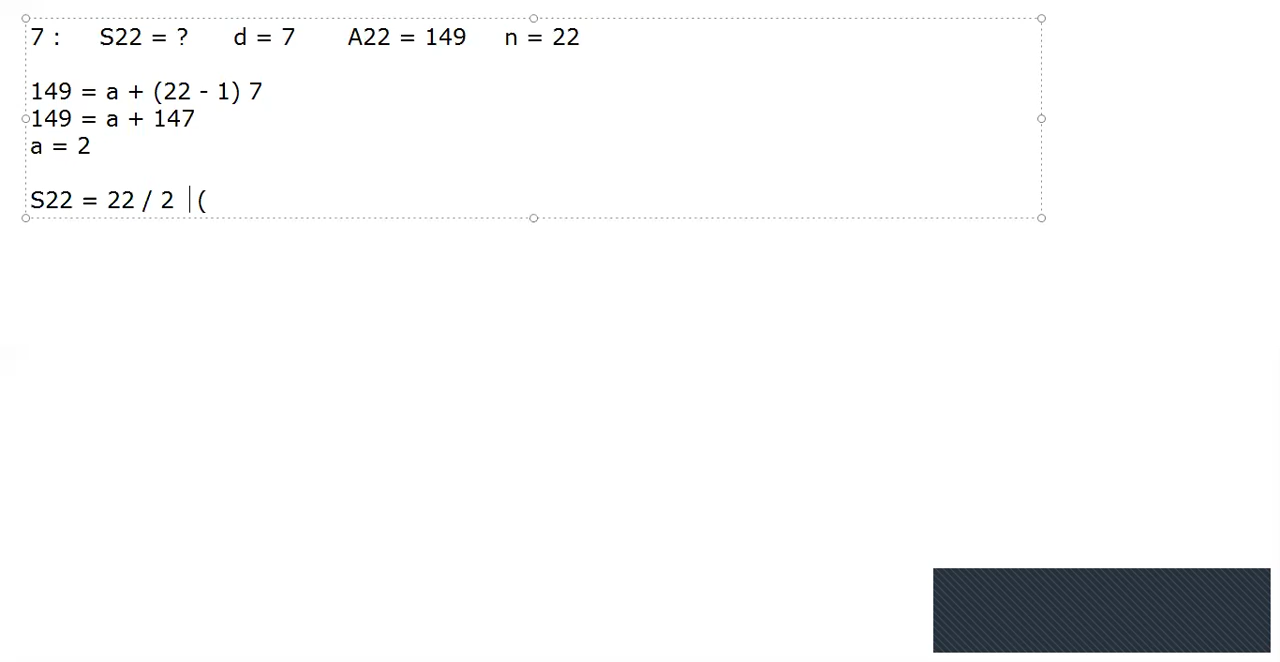 7 : S22 = ? d = 7 A22 = 149 n = 22
149 = a + (22 - 1) 7
149 = a + 147
a = 2
S22 = 22 / 2 (